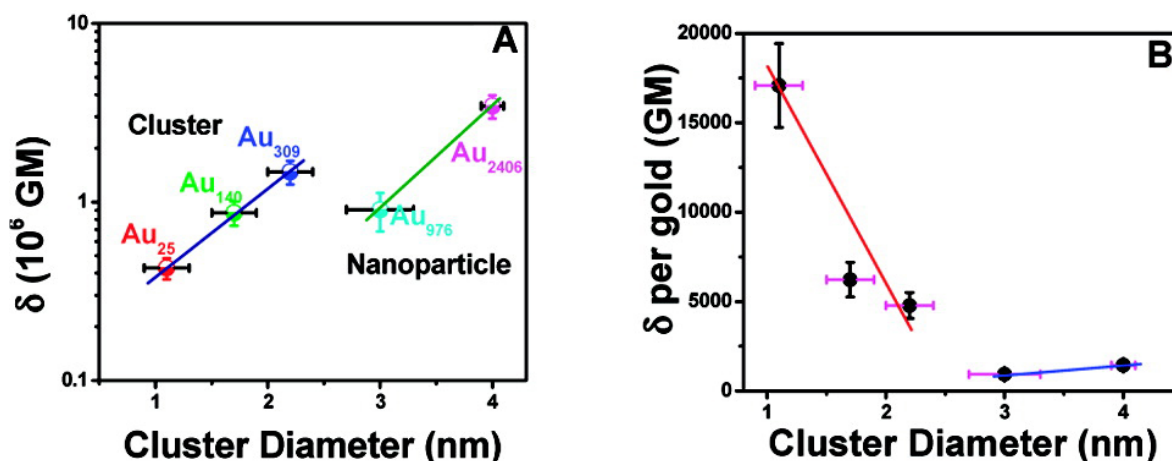 A
δ (10⁶ GM)
10
1
0.1
Cluster
Au₂₅
Au₁₄₀
Au₃₀₉
Au₉₇₆
Au₂₄₀₆
Nanoparticle
1 2 3 4
Cluster Diameter (nm)
B
δ per gold (GM)
20000
15000
10000
5000
0
1 2 3 4
Cluster Diameter (nm)